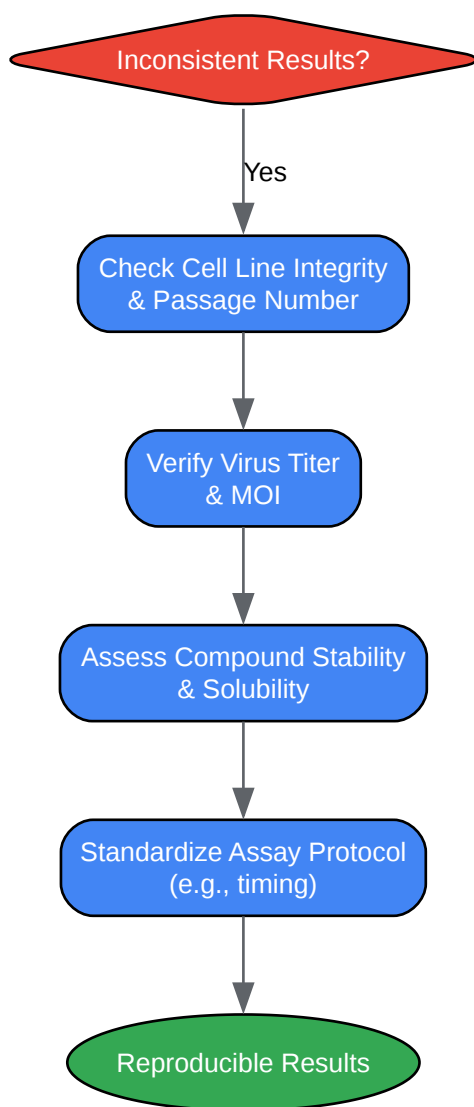 Inconsistent Results?
Yes
Check Cell Line Integrity
& Passage Number
Verify Virus Titer
& MOI
Assess Compound Stability
& Solubility
Standardize Assay Protocol
(e.g., timing)
Reproducible Results